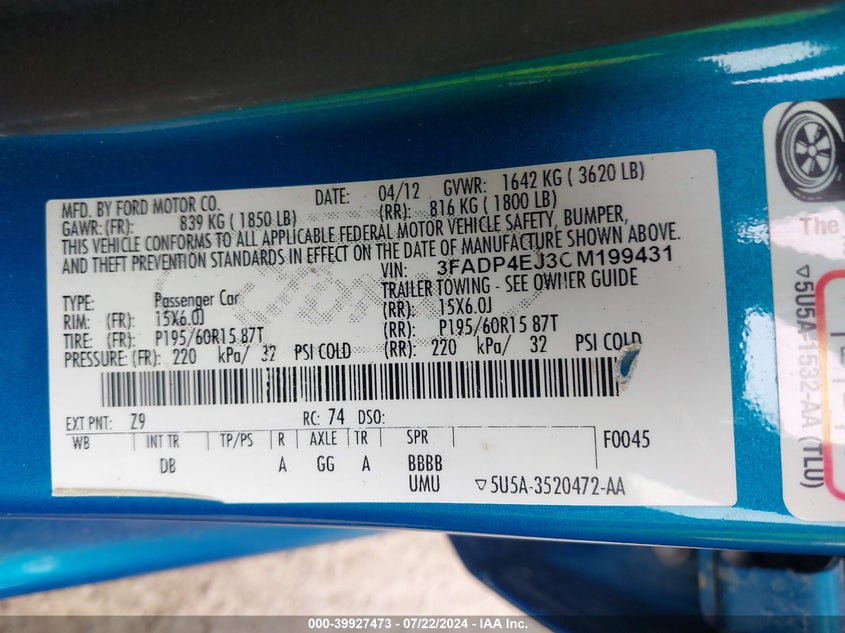 MFD. BY FORD MOTOR CO.
DATE: 04/12 GVWR: 1642 KG ( 3620 LB)
GAWR: (FR): 839 KG ( 1850 LB) (RR): 816 KG ( 1800 LB)
THIS VEHICLE CONFORMS TO ALL APPLICABLE FEDERAL MOTOR VEHICLE SAFETY, BUMPER,
AND THEFT PREVENTION STANDARDS IN EFFECT ON THE DATE OF MANUFACTURE SHOWN ABOVE.
VIN: 3FADP4EJ3CM199431
TYPE: Passenger Car TRAILER TOWING - SEE OWNER GUIDE
RIM: (FR): 15X6.0J (RR): 15X6.0J
TIRE: (FR): P195/60R15 87T (RR): P195/60R15 87T
PRESSURE: (FR): 220 kPa/ 32 PSI COLD (RR): 220 kPa/ 32 PSI COLD
EXT PNT: Z9 RC: 74 DSO:
WB INT TR TP/PS R AXLE TR SPR F0045
DB A GG A BBBB
UMU ▽5U5A-3520472-AA
The
▽5U5A-1532-AA (TLU)
000-39927473 - 07/22/2024 - IAA Inc.